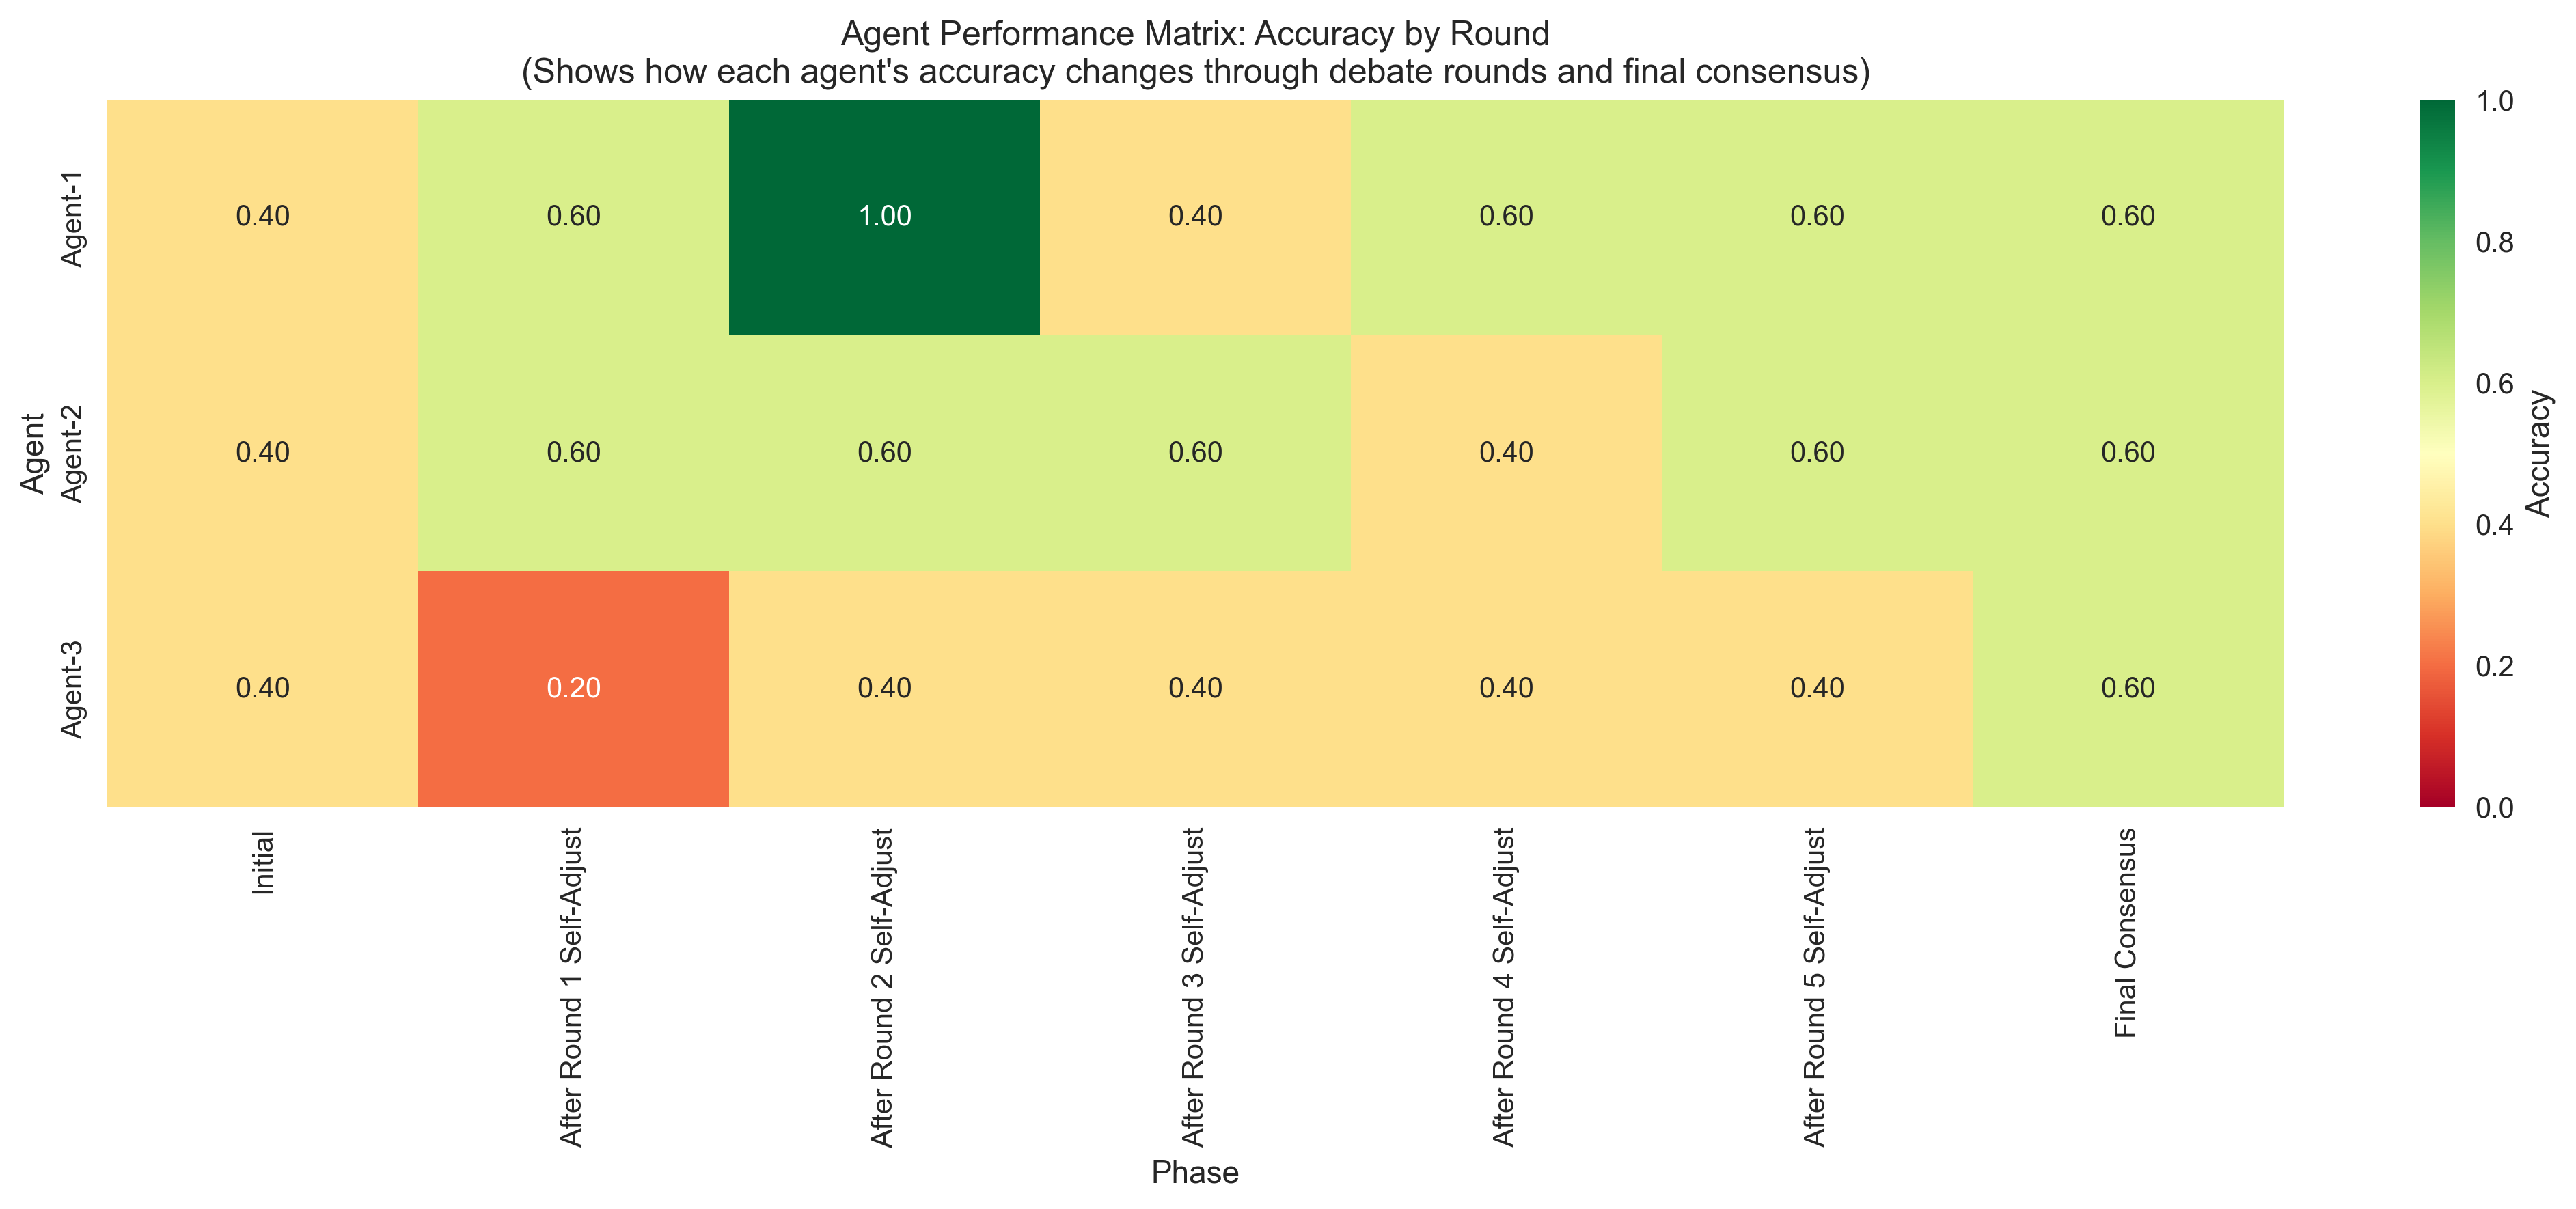 Agent Performance Matrix: Accuracy by Round
(Shows how each agent's accuracy changes through debate rounds and final consensus)
Agent
Agent-1
0.40
0.60
1.00
0.40
0.60
0.60
0.60
Agent-2
0.40
0.60
0.60
0.60
0.40
0.60
0.60
Agent-3
0.40
0.20
0.40
0.40
0.40
0.40
0.60
Initial
After Round 1 Self-Adjust
After Round 2 Self-Adjust
After Round 3 Self-Adjust
After Round 4 Self-Adjust
After Round 5 Self-Adjust
Final Consensus
Phase
1.0
0.8
0.6
0.4
0.2
0.0
Accuracy